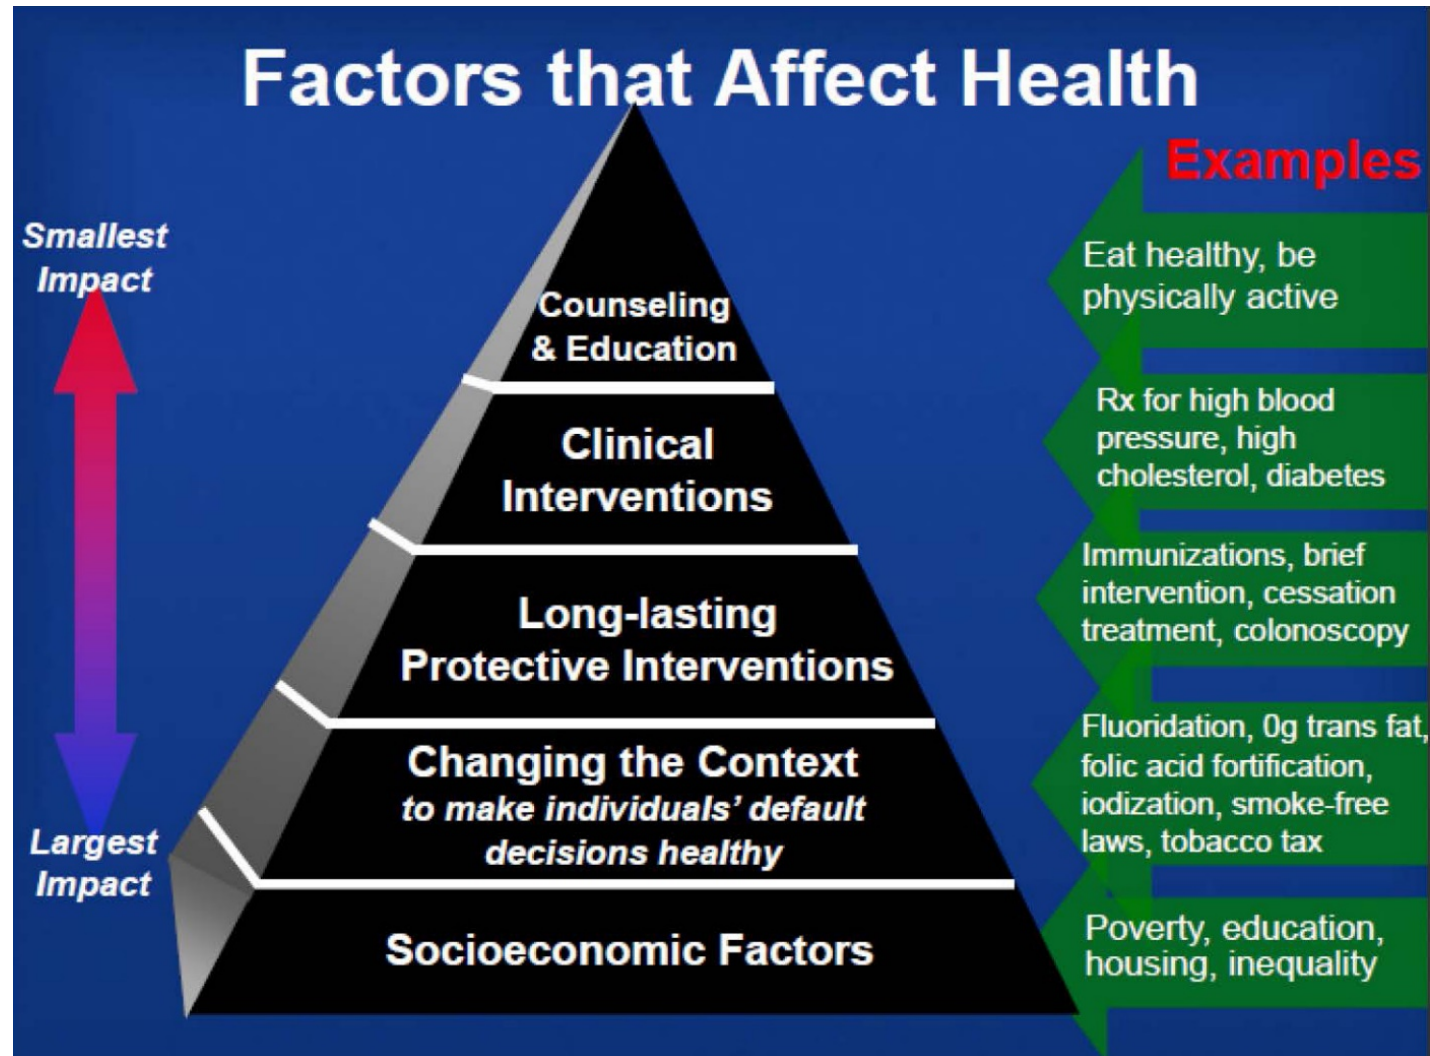 Factors that Affect Health
Examples
Smallest
Impact
Largest
Impact
Counseling
& Education
Eat healthy, be
physically active
Clinical
Interventions
Rx for high blood
pressure, high
cholesterol, diabetes
Long-lasting
Protective Interventions
Immunizations, brief
intervention, cessation
treatment, colonoscopy
Changing the Context
to make individuals’ default
decisions healthy
Fluoridation, 0g trans fat,
folic acid fortification,
iodization, smoke-free
laws, tobacco tax
Socioeconomic Factors
Poverty, education,
housing, inequality